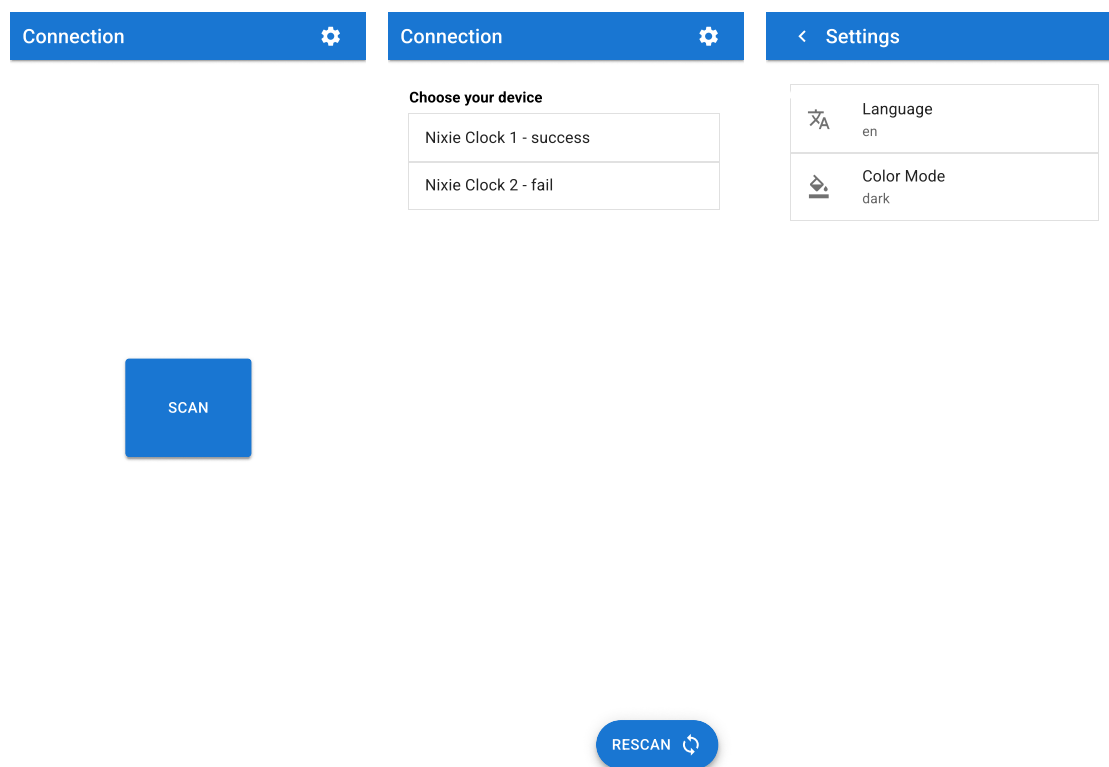 Connection
SCAN
Connection
Choose your device
Nixie Clock 1 - success
Nixie Clock 2 - fail
RESCAN
Settings
Language
en
Color Mode
dark